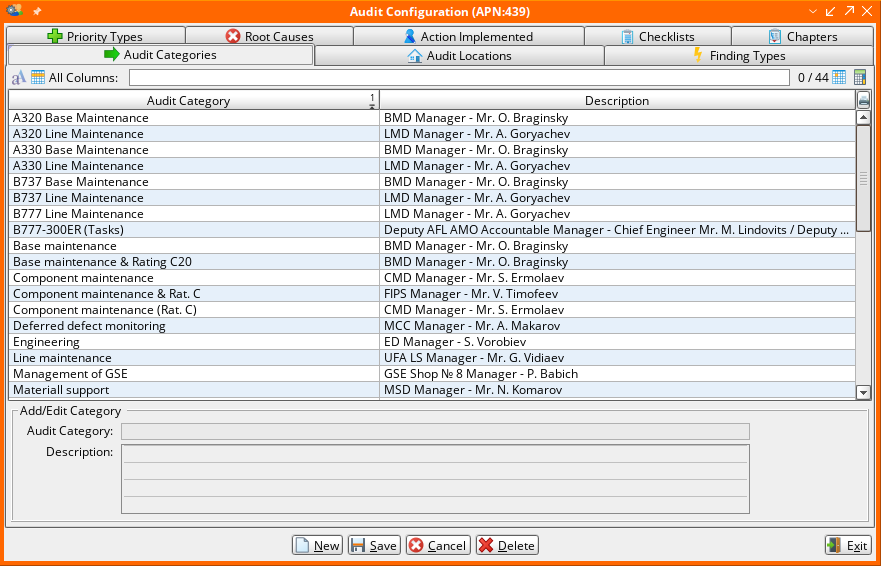 Audit Configuration (APN:439)
Priority Types Root Causes Action Implemented Checklists Chapters
Audit Categories Audit Locations Finding Types
All Columns: 0 / 44
Audit Category 1 Description
A320 Base Maintenance BMD Manager - Mr. O. Braginsky
A320 Line Maintenance LMD Manager - Mr. A. Goryachev
A330 Base Maintenance BMD Manager - Mr. O. Braginsky
A330 Line Maintenance LMD Manager - Mr. A. Goryachev
B737 Base Maintenance BMD Manager - Mr. O. Braginsky
B737 Line Maintenance LMD Manager - Mr. A. Goryachev
B777 Line Maintenance LMD Manager - Mr. A. Goryachev
B777-300ER (Tasks) Deputy AFL AMO Accountable Manager - Chief Engineer Mr. M. Lindovits / Deputy ...
Base maintenance BMD Manager - Mr. O. Braginsky
Base maintenance & Rating C20 BMD Manager - Mr. O. Braginsky
Component maintenance CMD Manager - Mr. S. Ermolaev
Component maintenance & Rat. C FIPS Manager - Mr. V. Timofeev
Component maintenance (Rat. C) CMD Manager - Mr. S. Ermolaev
Deferred defect monitoring MCC Manager - Mr. A. Makarov
Engineering ED Manager - S. Vorobiev
Line maintenance UFA LS Manager - Mr. G. Vidiaev
Management of GSE GSE Shop № 8 Manager - P. Babich
Materiall support MSD Manager - Mr. N. Komarov
Add/Edit Category
Audit Category:
Description:
New Save Cancel Delete Exit